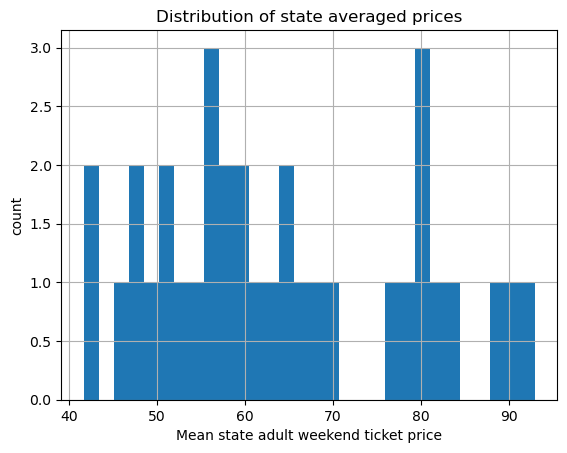 Distribution of state averaged prices
3.0
2.5
2.0
1.5
1.0
0.5
0.0
count
40 50 60 70 80 90
Mean state adult weekend ticket price